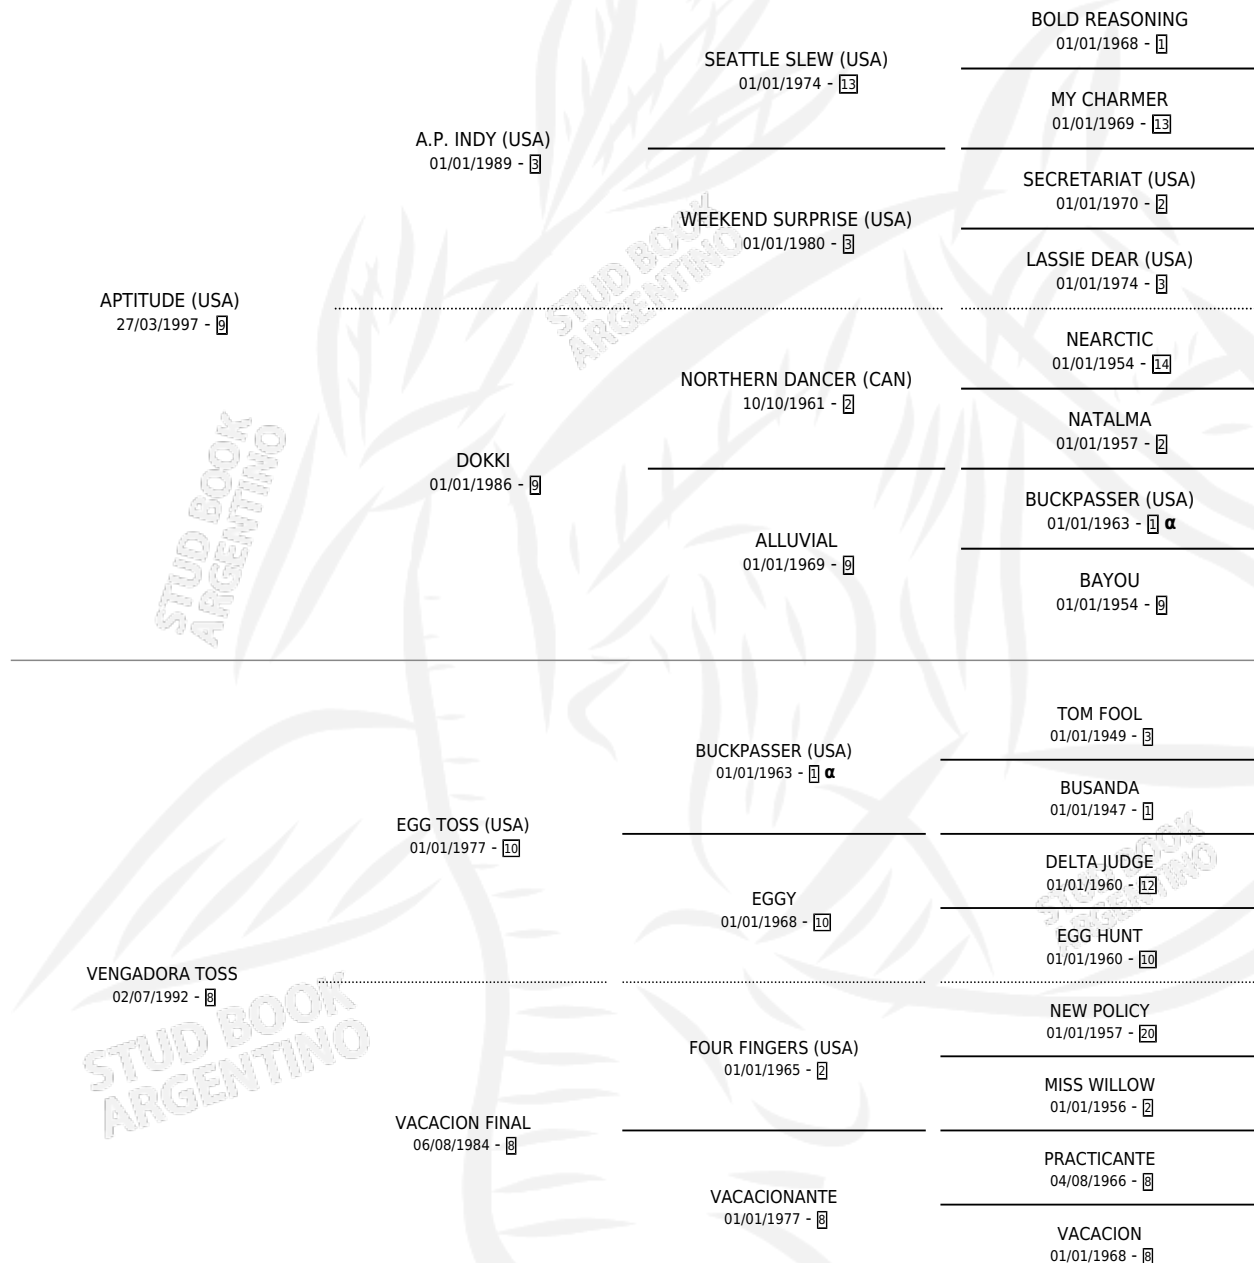 APTITUDE (USA)
27/03/1997 - 9
A.P. INDY (USA)
01/01/1989 - 3
SEATTLE SLEW (USA)
01/01/1974 - 13
BOLD REASONING
01/01/1968 - 1
MY CHARMER
01/01/1969 - 13
WEEKEND SURPRISE (USA)
01/01/1980 - 3
SECRETARIAT (USA)
01/01/1970 - 2
LASSIE DEAR (USA)
01/01/1974 - 3
DOKKI
01/01/1986 - 9
NORTHERN DANCER (CAN)
10/10/1961 - 2
NEARCTIC
01/01/1954 - 14
NATALMA
01/01/1957 - 2
ALLUVIAL
01/01/1969 - 9
BUCKPASSER (USA)
01/01/1963 - 1 α
BAYOU
01/01/1954 - 9
VENGADORA TOSS
02/07/1992 - 8
EGG TOSS (USA)
01/01/1977 - 10
BUCKPASSER (USA)
01/01/1963 - 1 α
TOM FOOL
01/01/1949 - 3
BUSANDA
01/01/1947 - 1
EGGY
01/01/1968 - 10
DELTA JUDGE
01/01/1960 - 12
EGG HUNT
01/01/1960 - 10
VACACION FINAL
06/08/1984 - 8
FOUR FINGERS (USA)
01/01/1965 - 2
NEW POLICY
01/01/1957 - 20
MISS WILLOW
01/01/1956 - 2
VACACIONANTE
01/01/1977 - 8
PRACTICANTE
04/08/1966 - 8
VACACION
01/01/1968 - 8
STUD BOOK
ARGENTINO
STUD BOOK
ARGENTINO
STUD BOOK
ARGENTINO
STUD BOOK
ARGENTINO